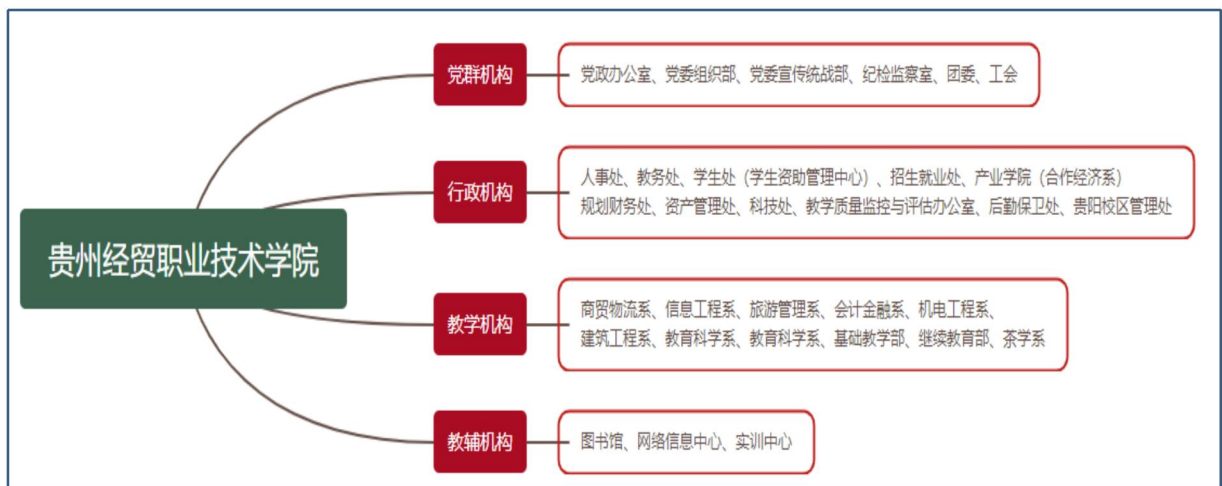 党群机构
党政办公室、党委组织部、党委宣传统战部、纪检监察室、团委、工会
行政机构
人事处、教务处、学生处（学生资助管理中心）、招生就业处、产业学院（合作经济系）
规划财务处、资产管理处、科技处、教学质量监控与评估办公室、后勤保卫处、贵阳校区管理处
贵州经贸职业技术学院
教学机构
商贸物流系、信息工程系、旅游管理系、会计金融系、机电工程系、
建筑工程系、教育科学系、教育科学系、基础教学部、继续教育部、茶学系
教辅机构
图书馆、网络信息中心、实训中心